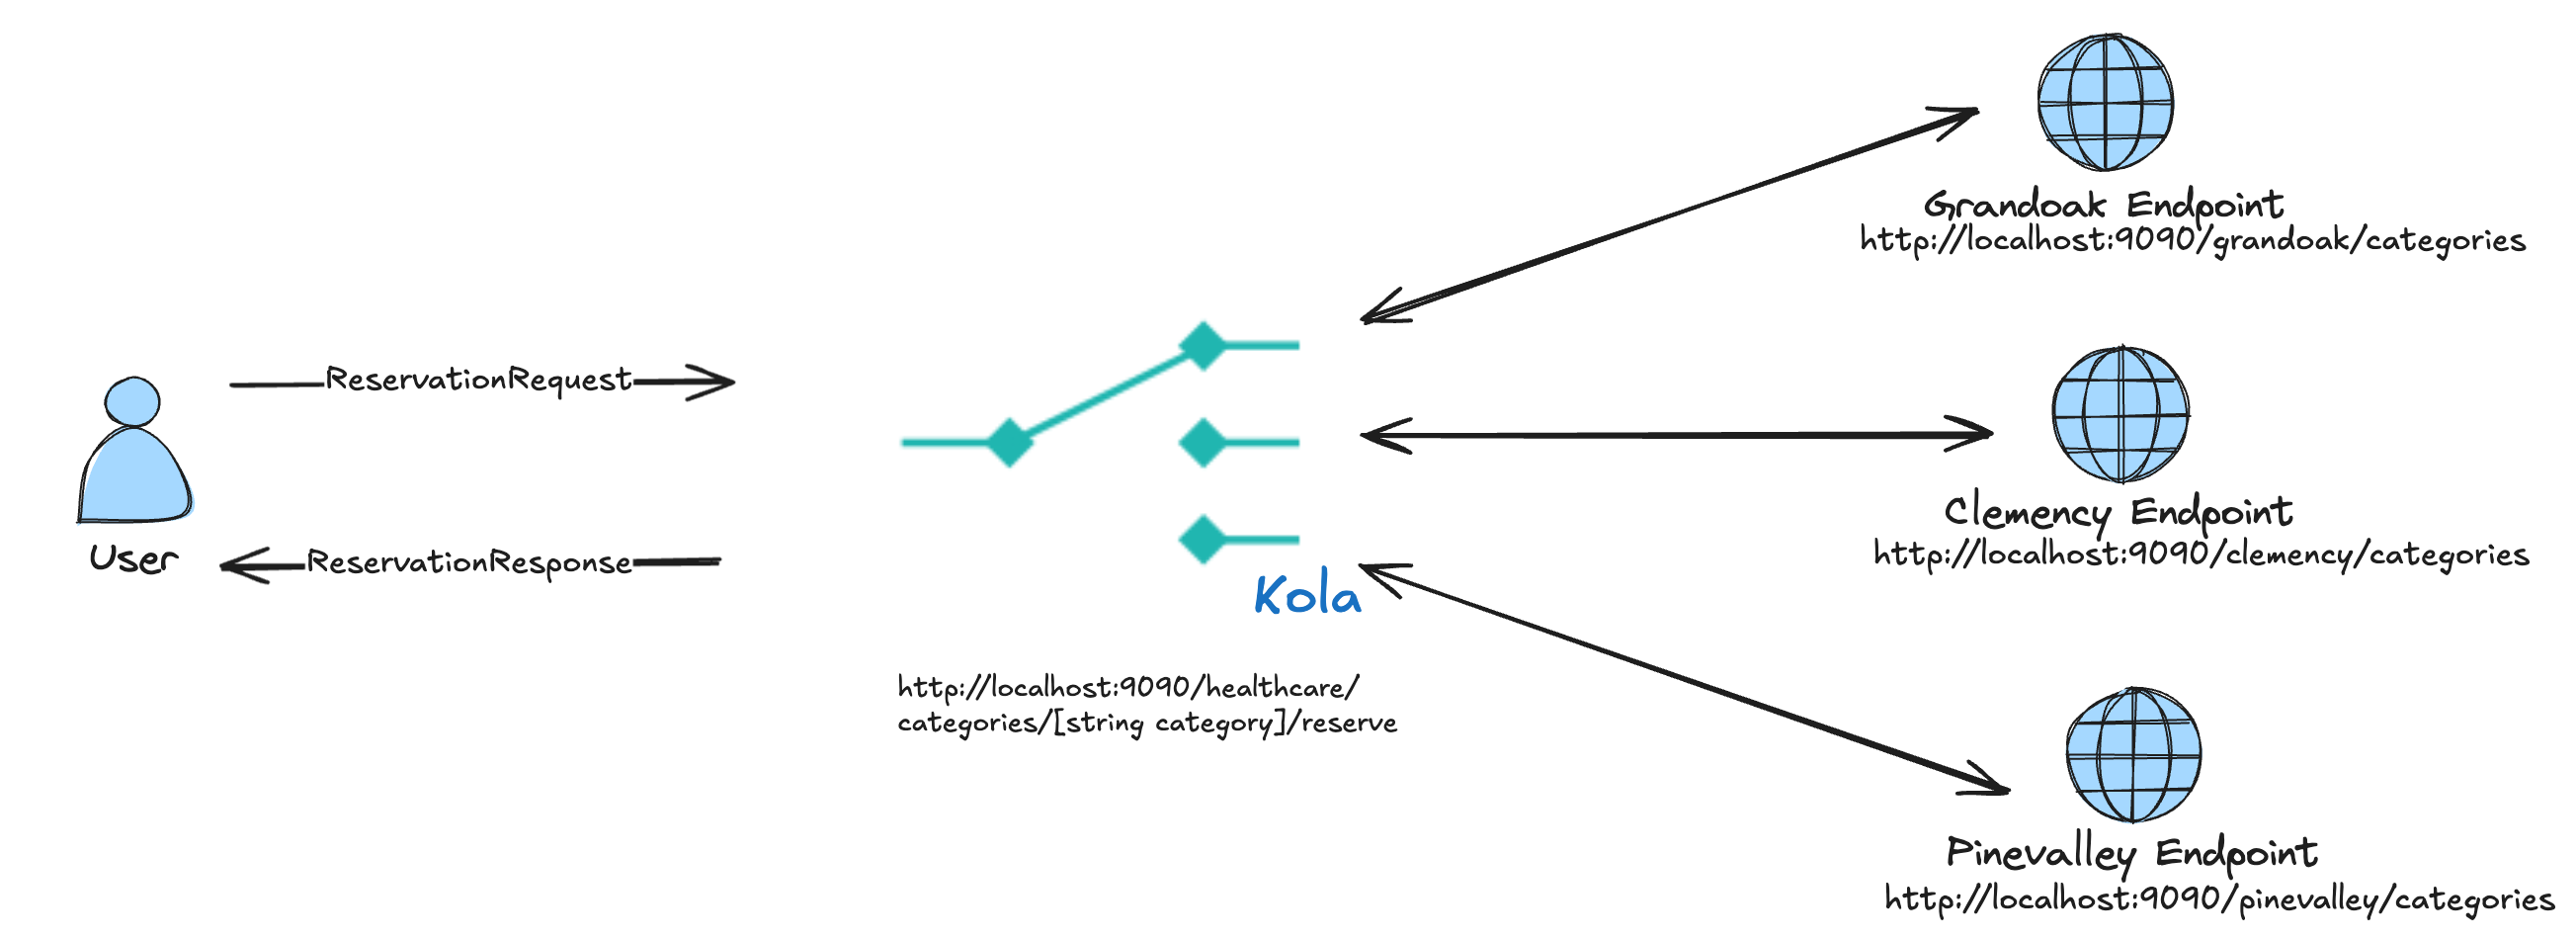 ReservationRequest
User
ReservationResponse
Kola
http://localhost:9090/healthcare/
categories/[string category]/reserve
Grandoak Endpoint
http://localhost:9090/grandoak/categories
Clemency Endpoint
http://localhost:9090/clemency/categories
Pinevalley Endpoint
http://localhost:9090/pinevalley/categories